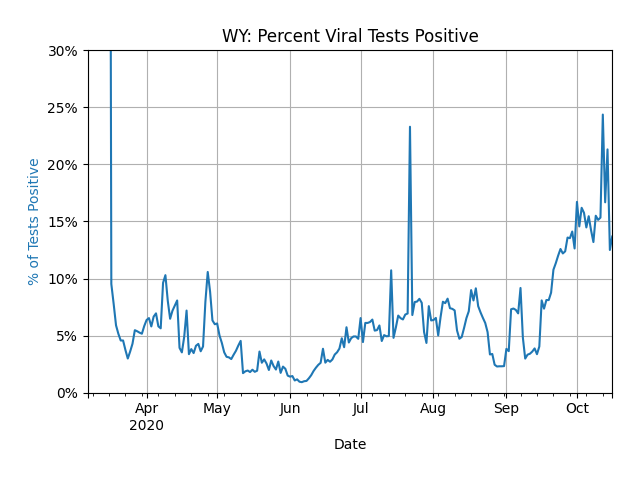 WY: Percent Viral Tests Positive
30%
25%
20%
15%
10%
5%
0%
% of Tests Positive
Apr May Jun Jul Aug Sep Oct
2020
Date